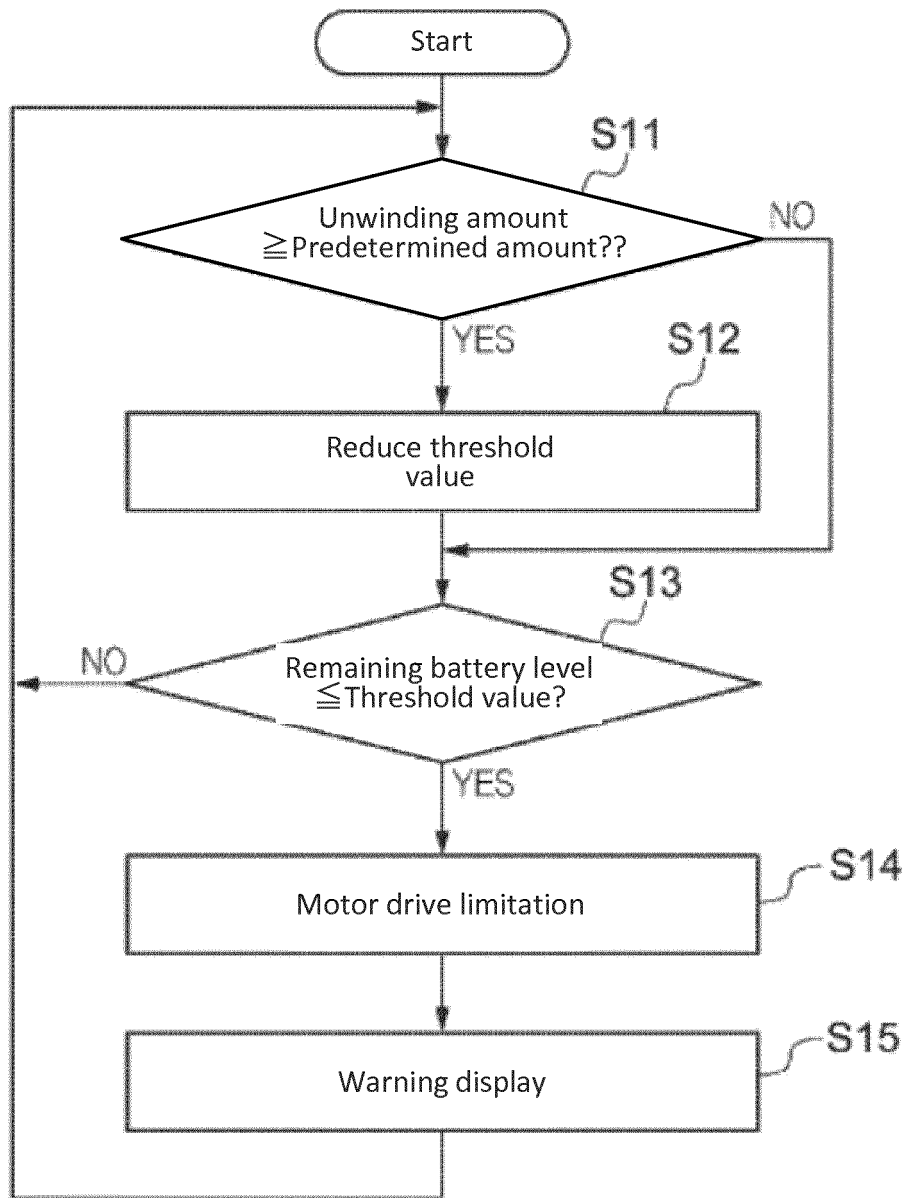 Start
S11
Unwinding amount
≧Predetermined amount??
NO
YES
S12
Reduce threshold
value
S13
Remaining battery level
≦Threshold value?
NO
YES
S14
Motor drive limitation
S15
Warning display